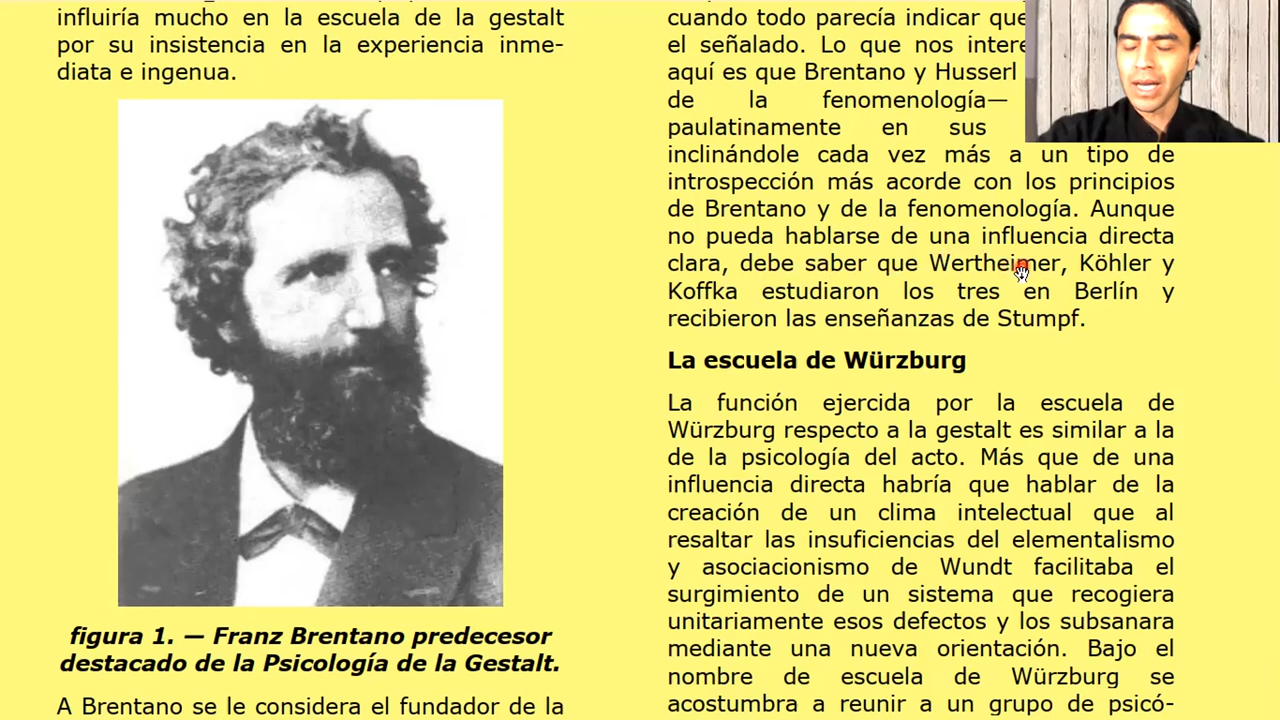 influiría mucho en la escuela de la gestalt
por su insistencia en la experiencia inme-
diata e ingenua.
figura 1. — Franz Brentano predecesor
destacado de la Psicología de la Gestalt.
A Brentano se le considera el fundador de la
cuando todo parecía indicar que
el señalado. Lo que nos intere
aquí es que Brentano y Husserl
de la fenomenología—
paulatinamente en sus
inclinándole cada vez más a un tipo de
introspección más acorde con los principios
de Brentano y de la fenomenología. Aunque
no pueda hablarse de una influencia directa
clara, debe saber que Wertheimer, Köhler y
Koffka estudiaron los tres en Berlín y
recibieron las enseñanzas de Stumpf.
La escuela de Würzburg
La función ejercida por la escuela de
Würzburg respecto a la gestalt es similar a la
de la psicología del acto. Más que de una
influencia directa habría que hablar de la
creación de un clima intelectual que al
resaltar las insuficiencias del elementalismo
y asociacionismo de Wundt facilitaba el
surgimiento de un sistema que recogiera
unitariamente esos defectos y los subsanara
mediante una nueva orientación. Bajo el
nombre de escuela de Würzburg se
acostumbra a reunir a un grupo de psicó-